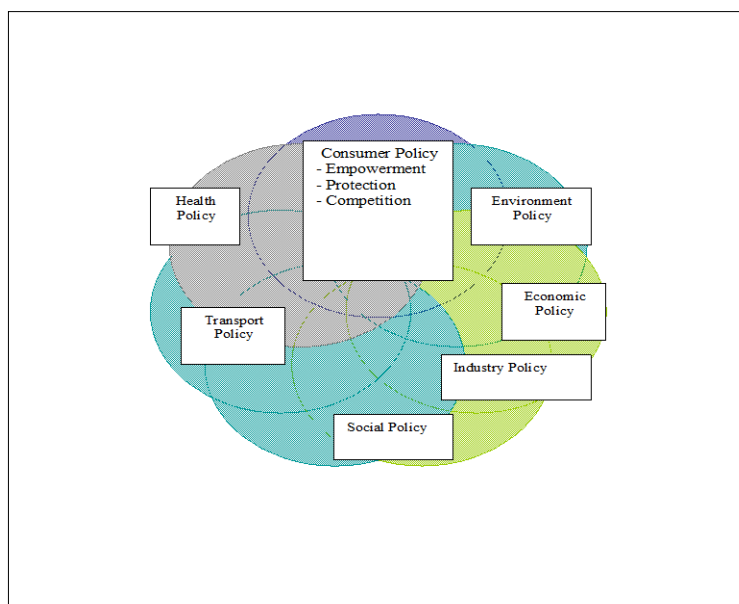 Consumer Policy
- Empowerment
- Protection
- Competition
Health
Policy
Environment
Policy
Economic
Policy
Transport
Policy
Industry Policy
Social Policy